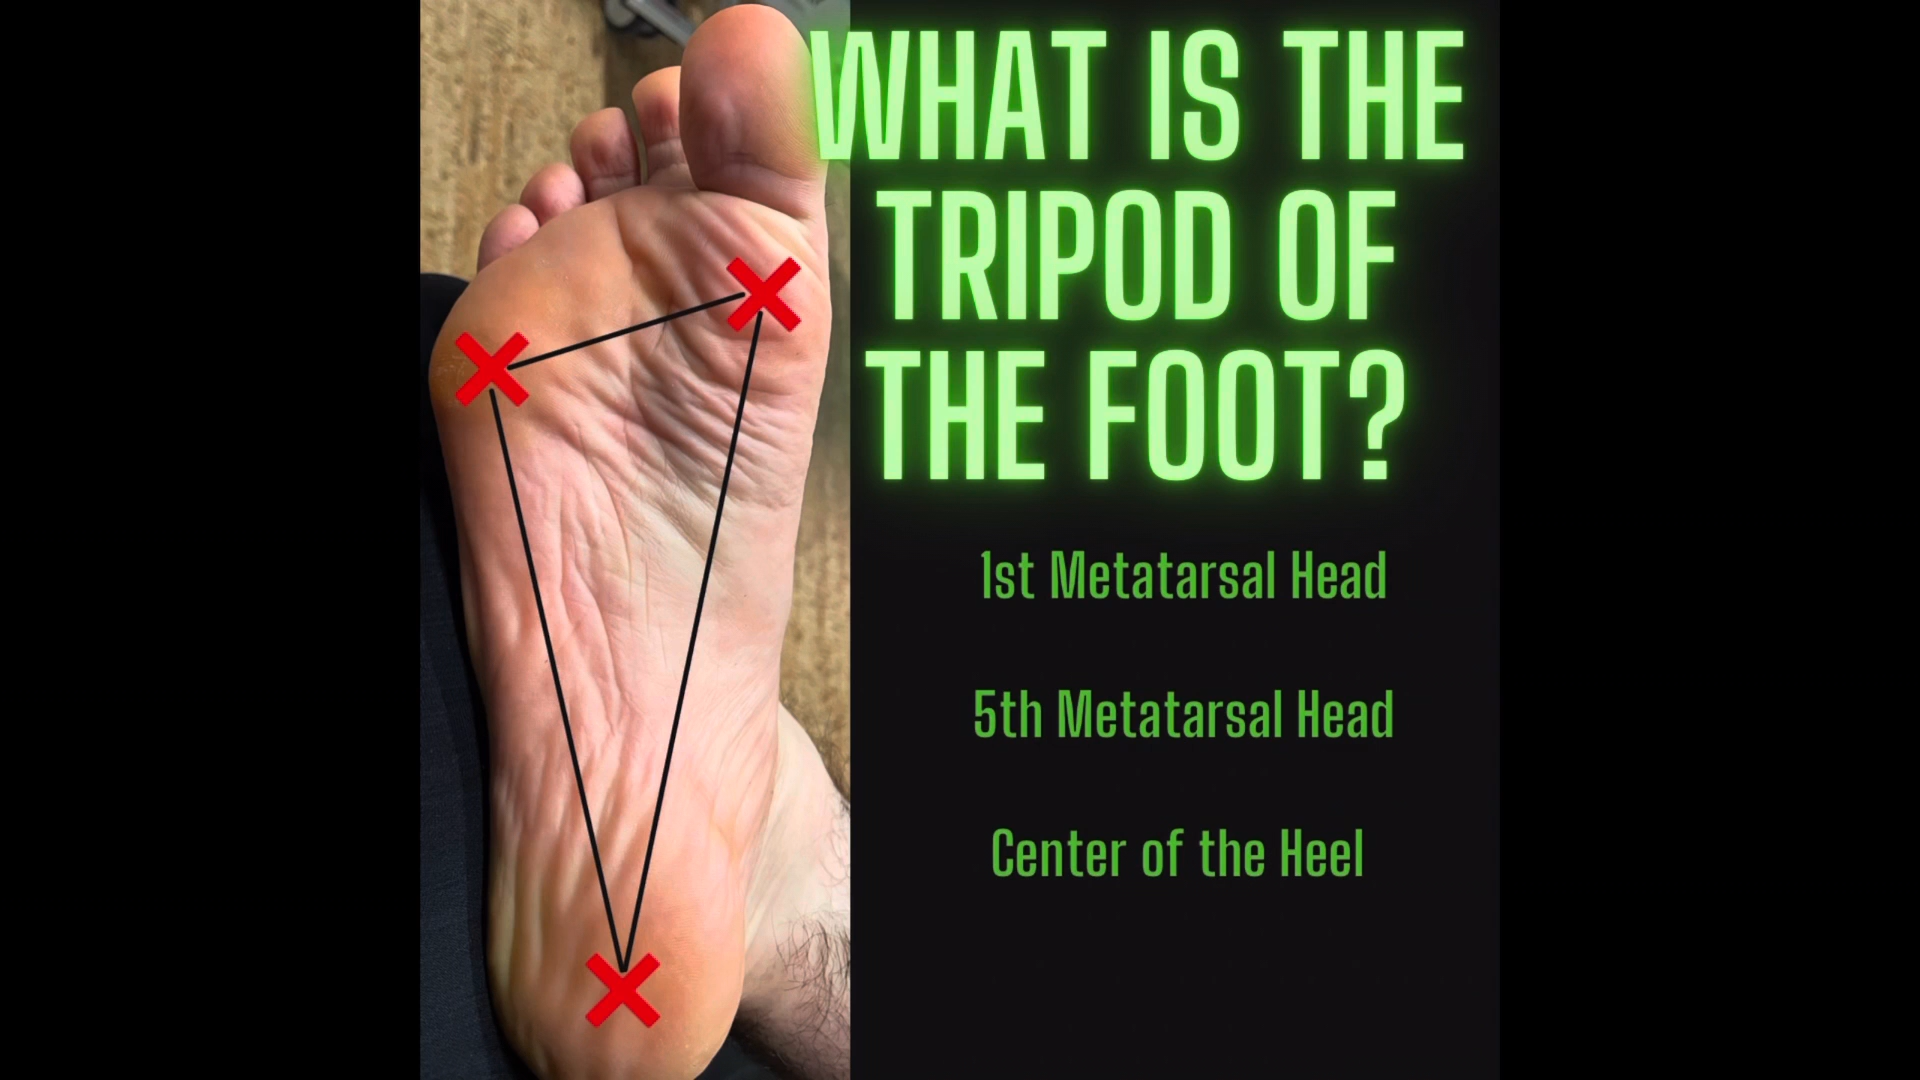 WHAT IS THE
TRIPOD OF
THE FOOT?
1st Metatarsal Head
5th Metatarsal Head
Center of the Heel